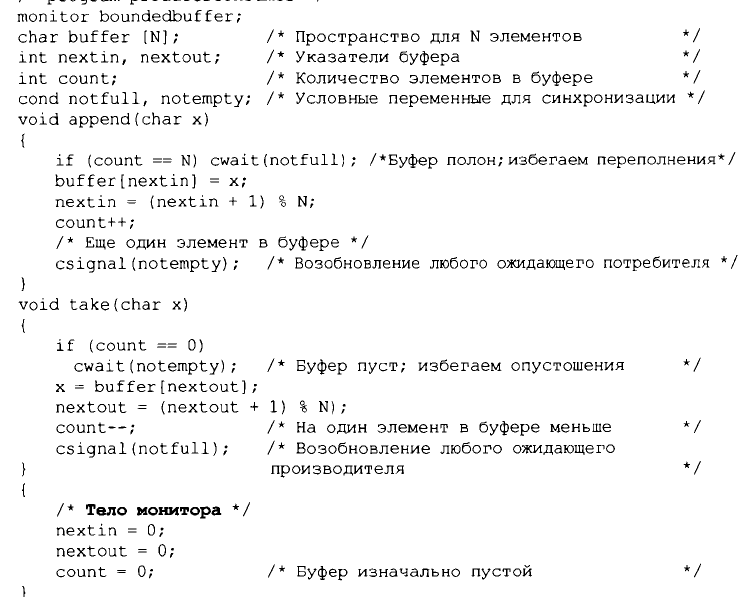 /* program producerconsumer */
monitor boundedbuffer;
char buffer [N]; /* Пространство для N элементов */
int nextin, nextout; /* Указатели буфера */
int count; /* Количество элементов в буфере */
cond notfull, notempty; /* Условные переменные для синхронизации */
void append(char x)
{
if (count == N) cwait(notfull); /*Буфер полон; избегаем переполнения*/
buffer[nextin] = x;
nextin = (nextin + 1) % N;
count++;
/* Еще один элемент в буфере */
csignal(notempty); /* Возобновление любого ожидающего потребителя */
}
void take(char x)
{
if (count == 0)
cwait(notempty); /* Буфер пуст; избегаем опустошения */
x = buffer[nextout];
nextout = (nextout + 1) % N);
count--; /* На один элемент в буфере меньше */
csignal(notfull); /* Возобновление любого ожидающего
} производителя */
{
/* Тело монитора */
nextin = 0;
nextout = 0;
count = 0; /* Буфер изначально пустой */
}